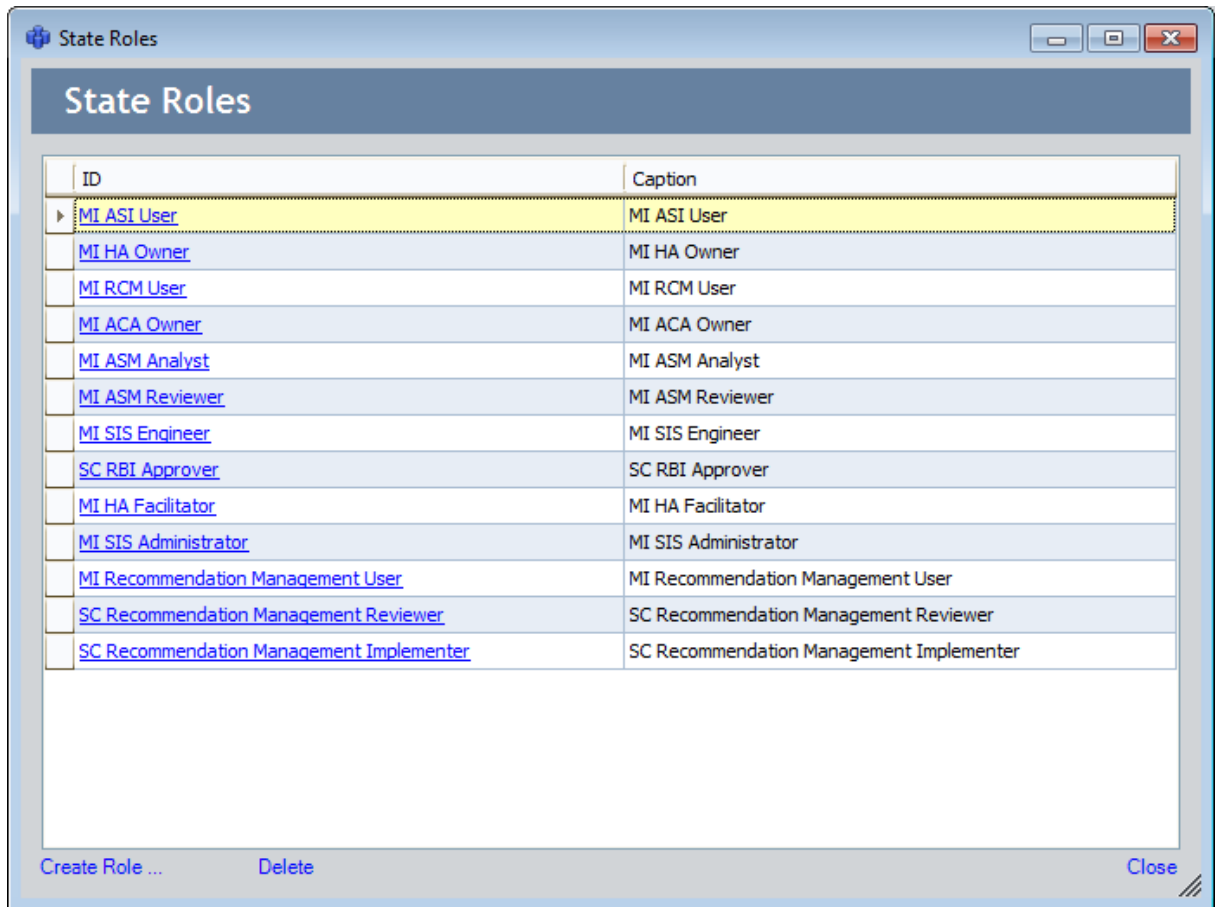 State Roles
State Roles
ID Caption
MI ASI User MI ASI User
MI HA Owner MI HA Owner
MI RCM User MI RCM User
MI ACA Owner MI ACA Owner
MI ASM Analyst MI ASM Analyst
MI ASM Reviewer MI ASM Reviewer
MI SIS Engineer MI SIS Engineer
SC RBI Approver SC RBI Approver
MI HA Facilitator MI HA Facilitator
MI SIS Administrator MI SIS Administrator
MI Recommendation Management User MI Recommendation Management User
SC Recommendation Management Reviewer SC Recommendation Management Reviewer
SC Recommendation Management Implementer SC Recommendation Management Implementer
Create Role ... Delete Close